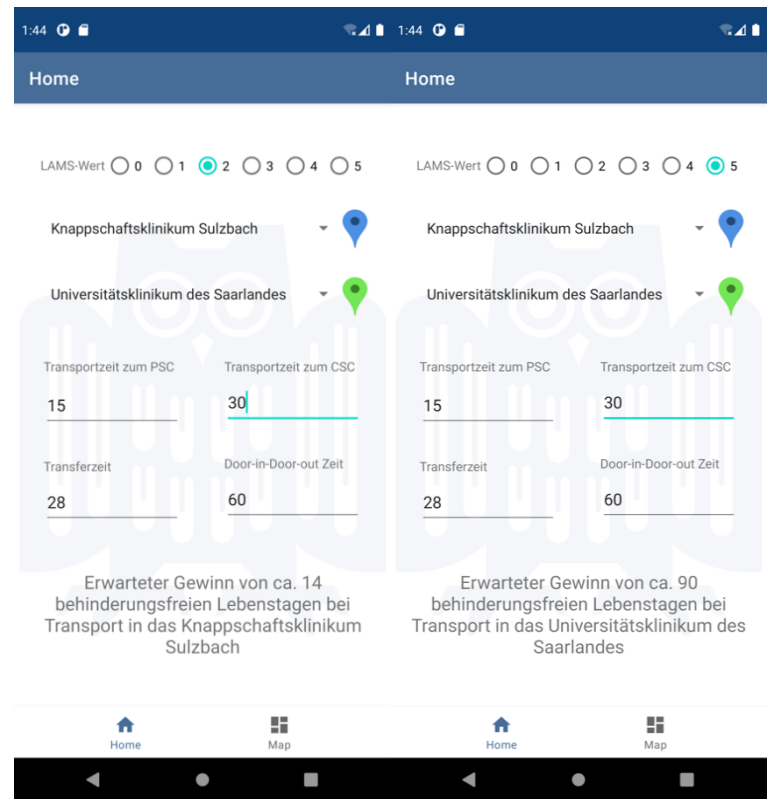 1:44
Home
LAMS-Wert 0 1 2 3 4 5
Knappschaftsklinikum Sulzbach
Universitätsklinikum des Saarlandes
Transportzeit zum PSC Transportzeit zum CSC
15 30
Transferzeit Door-in-Door-out Zeit
28 60
Erwarteter Gewinn von ca. 14
behinderungsfreien Lebenstagen bei
Transport in das Knappschaftsklinikum
Sulzbach
Home Map
1:44
Home
LAMS-Wert 0 1 2 3 4 5
Knappschaftsklinikum Sulzbach
Universitätsklinikum des Saarlandes
Transportzeit zum PSC Transportzeit zum CSC
15 30
Transferzeit Door-in-Door-out Zeit
28 60
Erwarteter Gewinn von ca. 90
behinderungsfreien Lebenstagen bei
Transport in das Universitätsklinikum des
Saarlandes
Home Map